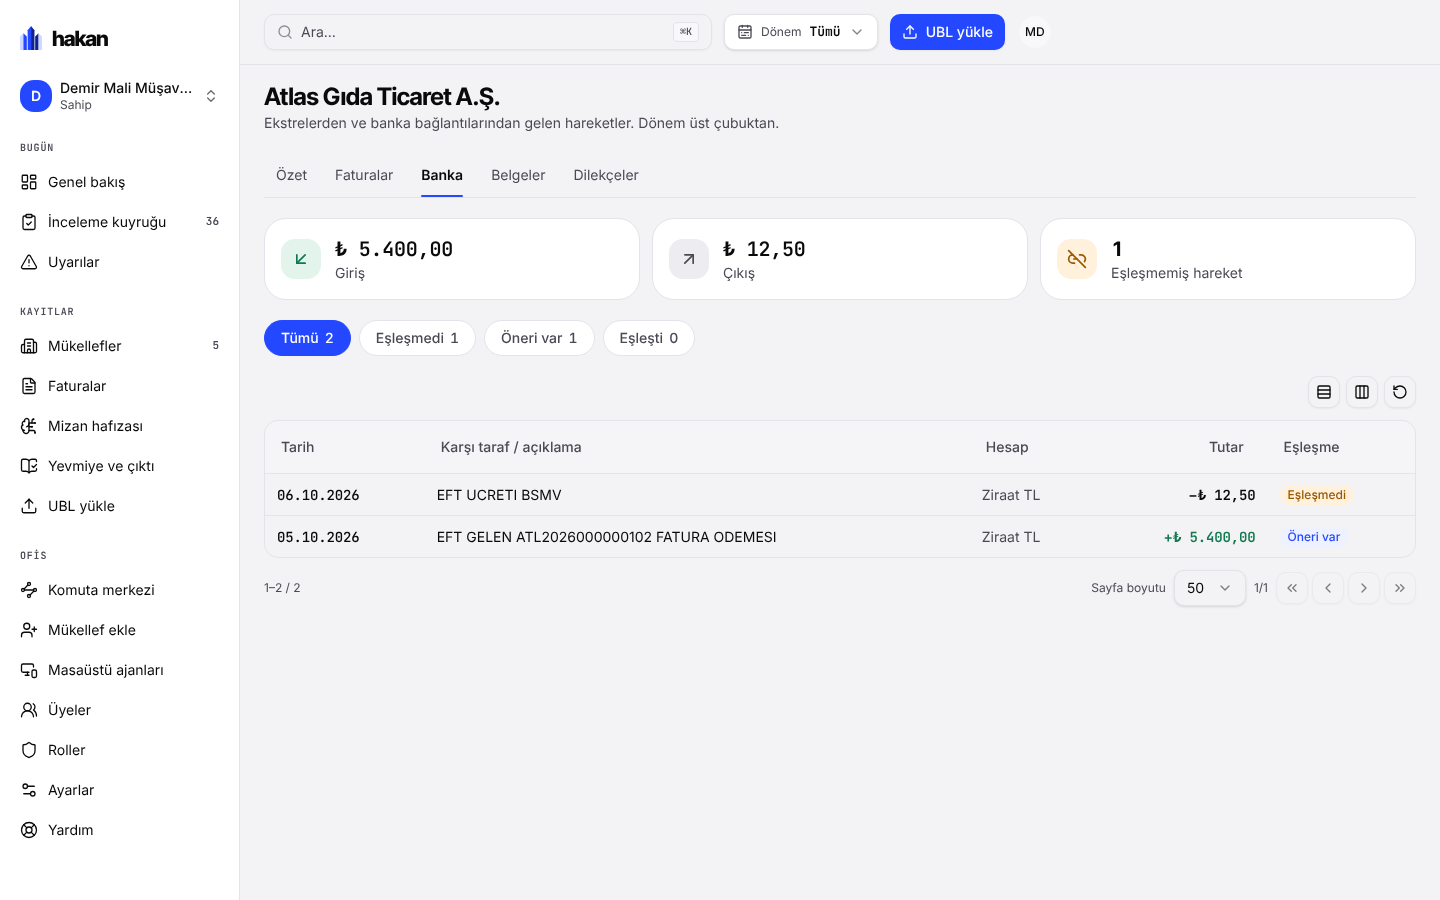 hakan
Demir Mali Müşav...
Sahip
BUGÜN
Genel bakış
İnceleme kuyruğu 36
Uyarılar
KAYITLAR
Mükellefler 5
Faturalar
Mizan hafızası
Yevmiye ve çıktı
UBL yükle
OFİS
Komuta merkezi
Mükellef ekle
Masaüstü ajanları
Üyeler
Roller
Ayarlar
Yardım
Ara... ⌘K
Dönem Tümü
UBL yükle
MD
Atlas Gıda Ticaret A.Ş.
Ekstrelerden ve banka bağlantılarından gelen hareketler. Dönem üst çubuktan.
Özet Faturalar Banka Belgeler Dilekçeler
₺ 5.400,00
Giriş
₺ 12,50
Çıkış
1
Eşleşmemiş hareket
Tümü 2 Eşleşmedi 1 Öneri var 1 Eşleşti 0
Tarih Karşı taraf / açıklama Hesap Tutar Eşleşme
06.10.2026 EFT UCRETI BSMV Ziraat TL −₺ 12,50 Eşleşmedi
05.10.2026 EFT GELEN ATL2026000000102 FATURA ODEMESI Ziraat TL +₺ 5.400,00 Öneri var
1–2 / 2 Sayfa boyutu 50 1/1